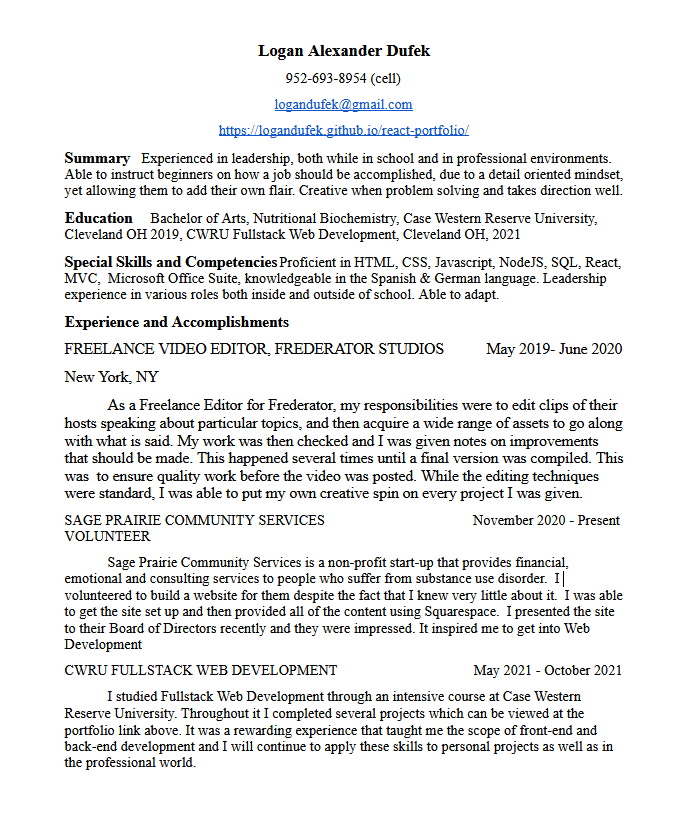 Logan Alexander Dufek
952-693-8954 (cell)
logandufek@gmail.com
https://logandufek.github.io/react-portfolio/
Summary Experienced in leadership, both while in school and in professional environments.
Able to instruct beginners on how a job should be accomplished, due to a detail oriented mindset,
yet allowing them to add their own flair. Creative when problem solving and takes direction well.
Education Bachelor of Arts, Nutritional Biochemistry, Case Western Reserve University,
Cleveland OH 2019, CWRU Fullstack Web Development, Cleveland OH, 2021
Special Skills and Competencies Proficient in HTML, CSS, Javascript, NodeJS, SQL, React,
MVC, Microsoft Office Suite, knowledgeable in the Spanish & German language. Leadership
experience in various roles both inside and outside of school. Able to adapt.
Experience and Accomplishments
FREELANCE VIDEO EDITOR, FREDERATOR STUDIOS May 2019- June 2020
New York, NY
As a Freelance Editor for Frederator, my responsibilities were to edit clips of their
hosts speaking about particular topics, and then acquire a wide range of assets to go along
with what is said. My work was then checked and I was given notes on improvements
that should be made. This happened several times until a final version was compiled. This
was to ensure quality work before the video was posted. While the editing techniques
were standard, I was able to put my own creative spin on every project I was given.
SAGE PRAIRIE COMMUNITY SERVICES November 2020 - Present
VOLUNTEER
Sage Prairie Community Services is a non-profit start-up that provides financial,
emotional and consulting services to people who suffer from substance use disorder. I
volunteered to build a website for them despite the fact that I knew very little about it. I was able
to get the site set up and then provided all of the content using Squarespace. I presented the site
to their Board of Directors recently and they were impressed. It inspired me to get into Web
Development
CWRU FULLSTACK WEB DEVELOPMENT May 2021 - October 2021
I studied Fullstack Web Development through an intensive course at Case Western
Reserve University. Throughout it I completed several projects which can be viewed at the
portfolio link above. It was a rewarding experience that taught me the scope of front-end and
back-end development and I will continue to apply these skills to personal projects as well as in
the professional world.